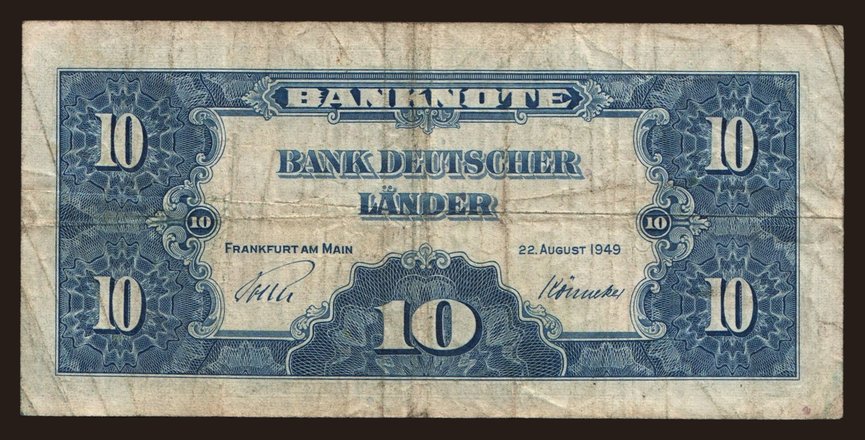 BANKNOTE
10 10
BANK DEUTSCHER
LÄNDER
10 10
FRANKFURT AM MAIN 22. AUGUST 1949
10 10
10